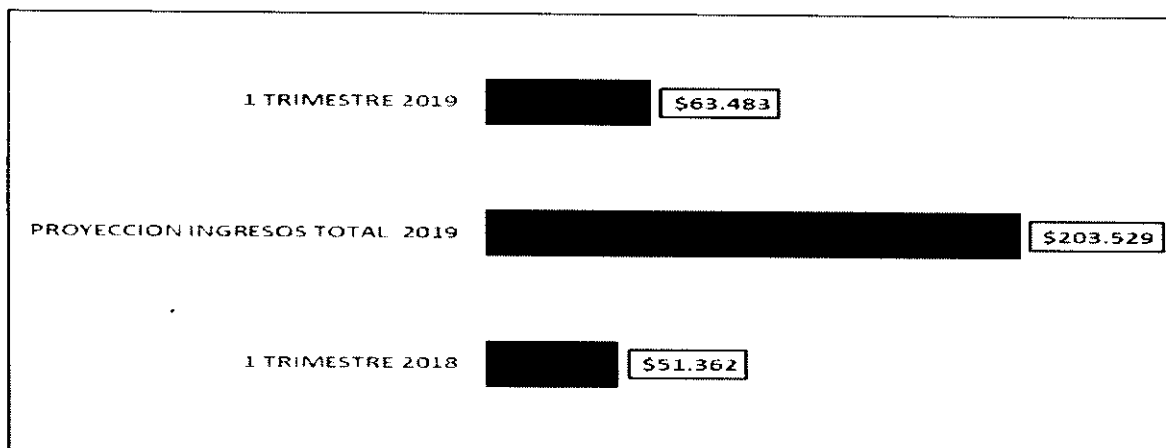 1 TRIMESTRE 2019 $63.483
PROYECCION INGRESOS TOTAL 2019 $203.529
1 TRIMESTRE 2018 $51.362